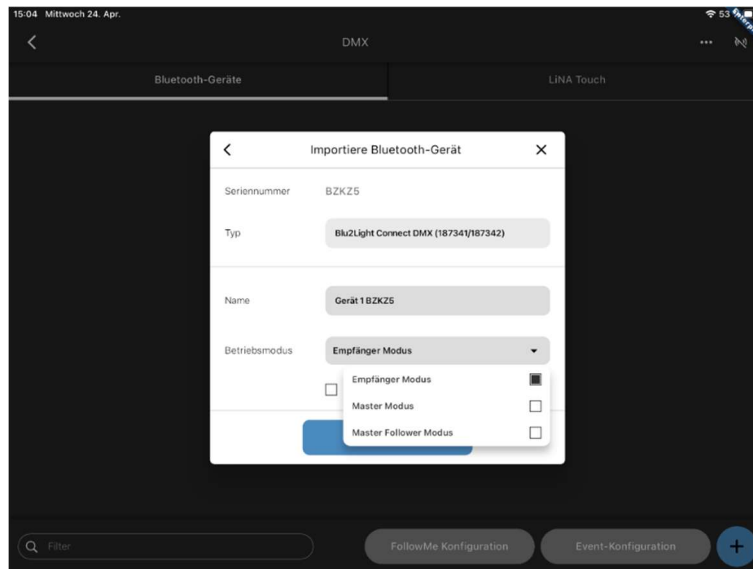 15:04 Mittwoch 24. Apr.
53
DMX
Bluetooth-Geräte
LiNA Touch
Importiere Bluetooth-Gerät
Seriennummer BZKZ5
Typ Blu2Light Connect DMX (187341/187342)
Name Gerät 1 BZKZ5
Betriebsmodus Empfänger Modus
Empfänger Modus
Master Modus
Master Follower Modus
Filter
FollowMe Konfiguration
Event-Konfiguration